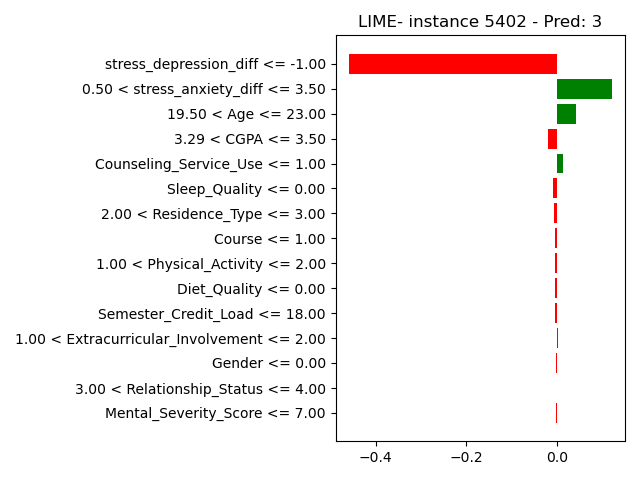 LIME- instance 5402 - Pred: 3
stress_depression_diff <= -1.00
0.50 < stress_anxiety_diff <= 3.50
19.50 < Age <= 23.00
3.29 < CGPA <= 3.50
Counseling_Service_Use <= 1.00
Sleep_Quality <= 0.00
2.00 < Residence_Type <= 3.00
Course <= 1.00
1.00 < Physical_Activity <= 2.00
Diet_Quality <= 0.00
Semester_Credit_Load <= 18.00
1.00 < Extracurricular_Involvement <= 2.00
Gender <= 0.00
3.00 < Relationship_Status <= 4.00
Mental_Severity_Score <= 7.00
−0.4 −0.2 0.0